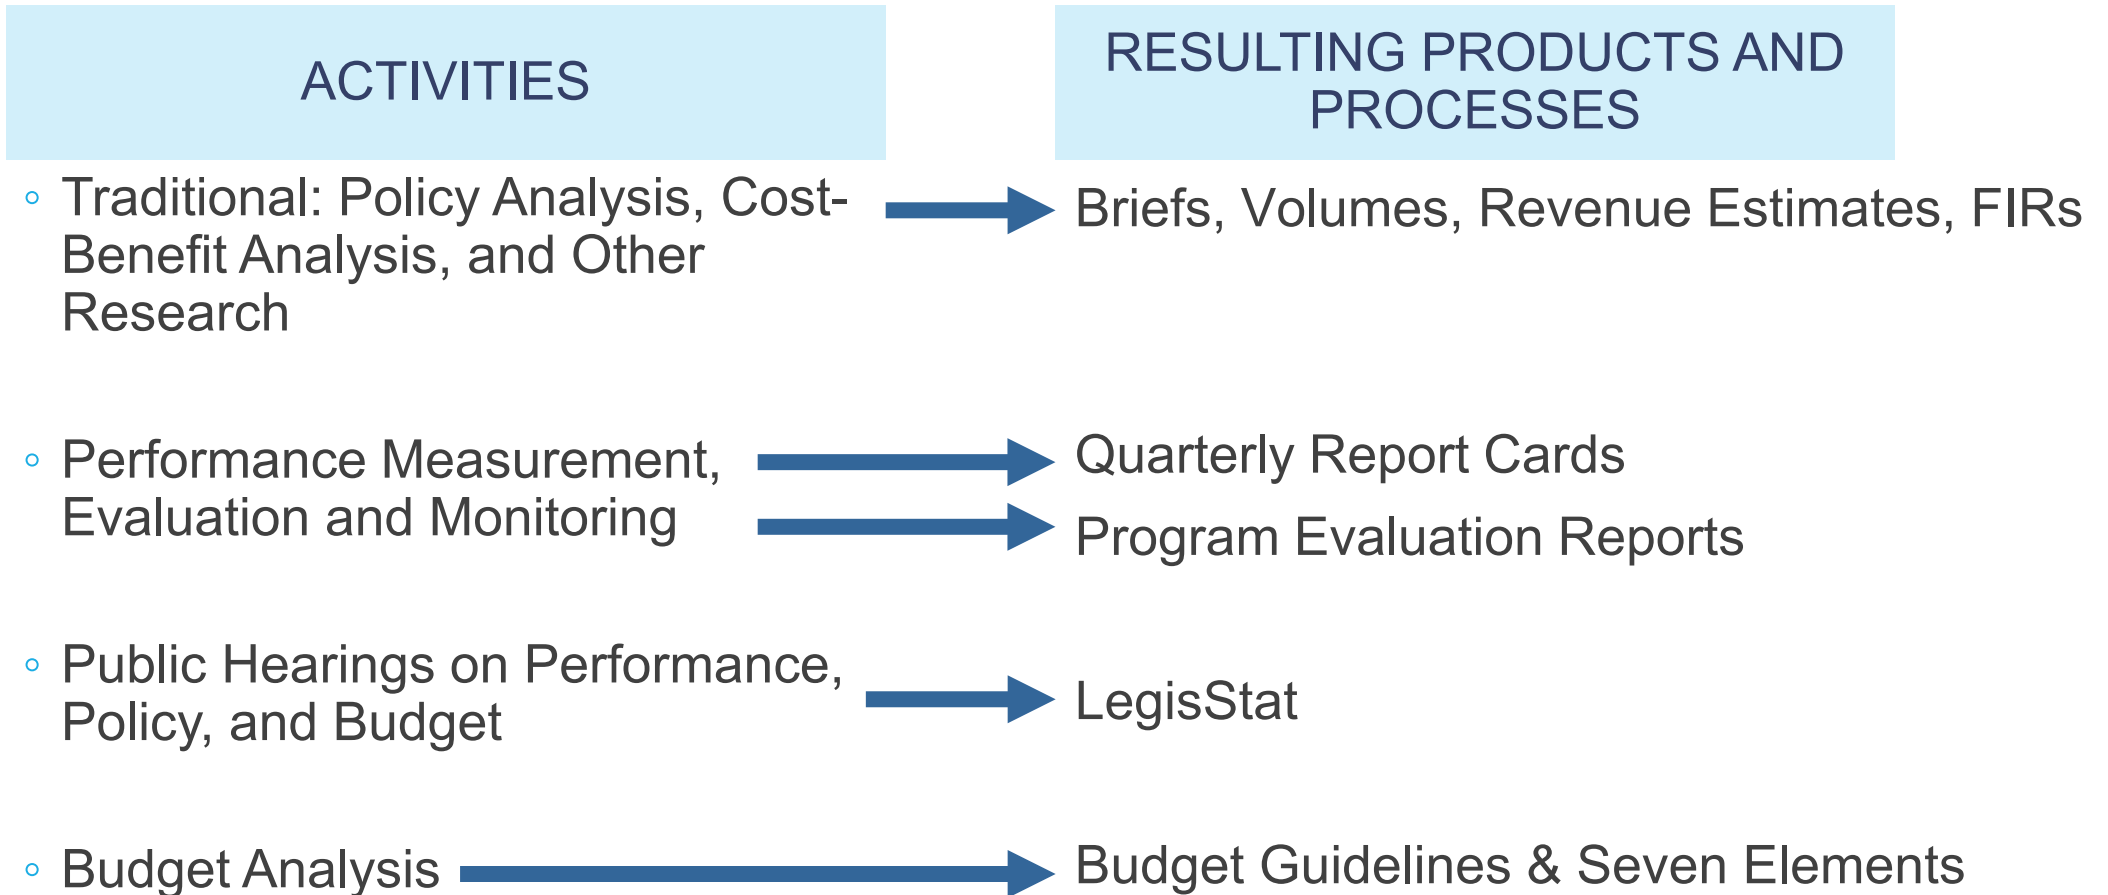 ACTIVITIES
RESULTING PRODUCTS AND
PROCESSES
◦ Traditional: Policy Analysis, Cost-
Benefit Analysis, and Other
Research
Briefs, Volumes, Revenue Estimates, FIRs
◦ Performance Measurement,
Evaluation and Monitoring
Quarterly Report Cards
Program Evaluation Reports
◦ Public Hearings on Performance,
Policy, and Budget
LegisStat
◦ Budget Analysis
Budget Guidelines & Seven Elements